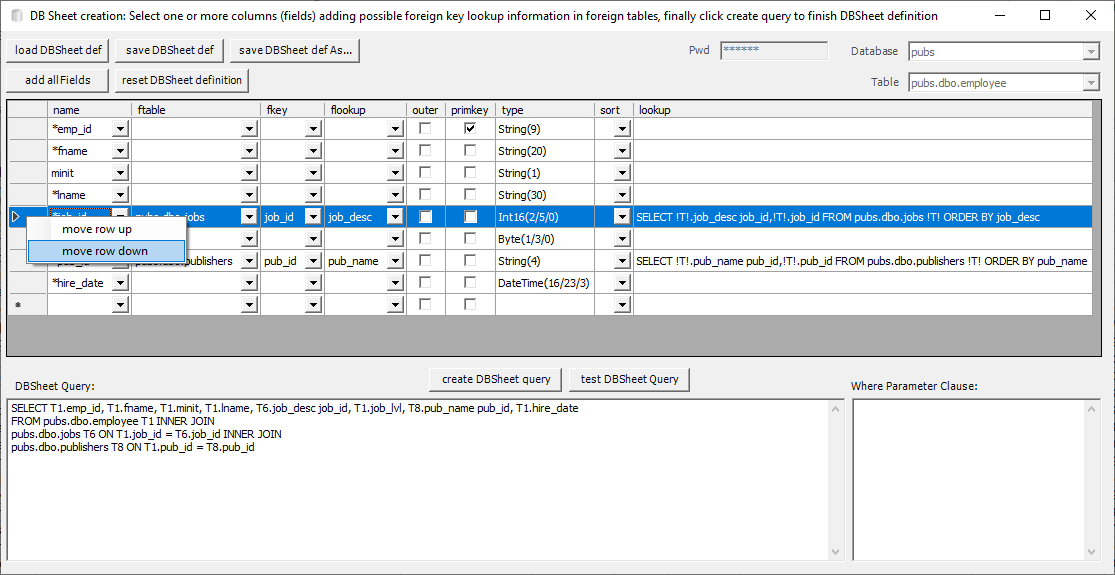 DB Sheet creation: Select one or more columns (fields) adding possible foreign key lookup information in foreign tables, finally click create query to finish DBSheet definition
load DBSheet def save DBSheet def save DBSheet def As... Pwd ****** Database pubs
add all Fields reset DBSheet definition Table pubs.dbo.employee
name ftable fkey flookup outer primkey type sort lookup
*emp_id String(9)
*fname String(20)
minit String(1)
*lname String(30)
*job_id pubs.dbo.jobs job_id job_desc Int16(2/5/0) SELECT !T!.job_desc job_id,!T!.job_id FROM pubs.dbo.jobs !T! ORDER BY job_desc
move row up
Byte(1/3/0)
move row down
pub_id pubs.dbo.publishers pub_id pub_name String(4) SELECT !T!.pub_name pub_id,!T!.pub_id FROM pubs.dbo.publishers !T! ORDER BY pub_name
*hire_date DateTime(16/23/3)
*
create DBSheet query test DBSheet Query
DBSheet Query: Where Parameter Clause:
SELECT T1.emp_id, T1.fname, T1.minit, T1.lname, T6.job_desc job_id, T1.job_lvl, T8.pub_name pub_id, T1.hire_date
FROM pubs.dbo.employee T1 INNER JOIN
pubs.dbo.jobs T6 ON T1.job_id = T6.job_id INNER JOIN
pubs.dbo.publishers T8 ON T1.pub_id = T8.pub_id